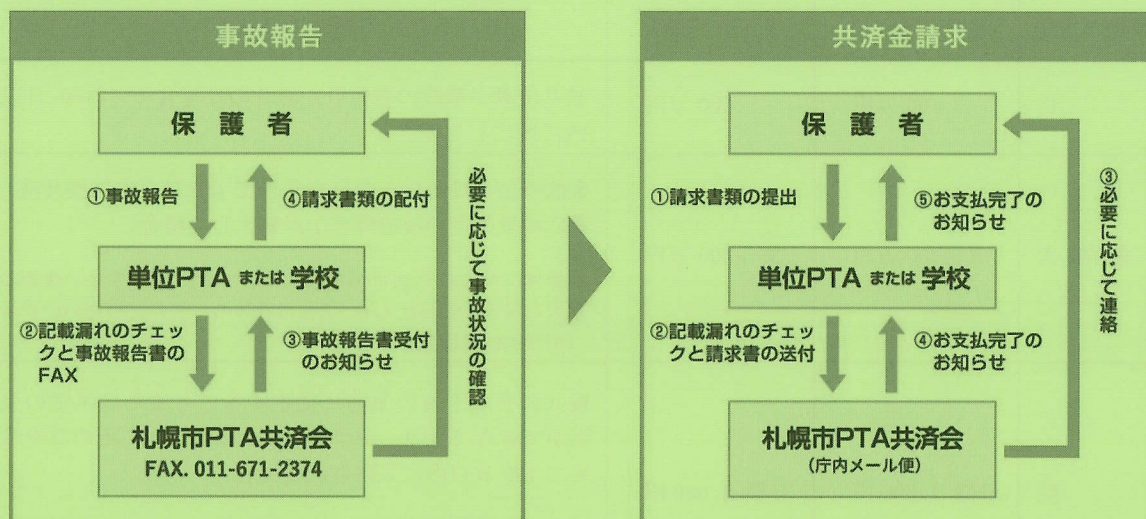 事故報告
保護者
①事故報告
④請求書類の配付
単位PTA または 学校
②記載漏れのチェッ
クと事故報告書の
FAX
③事故報告書受付
のお知らせ
必要に応じて事故状況の確認
札幌市PTA共済会
FAX. 011-671-2374
共済金請求
保護者
①請求書類の提出
⑤お支払完了の
お知らせ
単位PTA または 学校
②記載漏れのチェッ
クと請求書の送付
④お支払完了の
お知らせ
③必要に応じて連絡
札幌市PTA共済会
(庁内メール便)